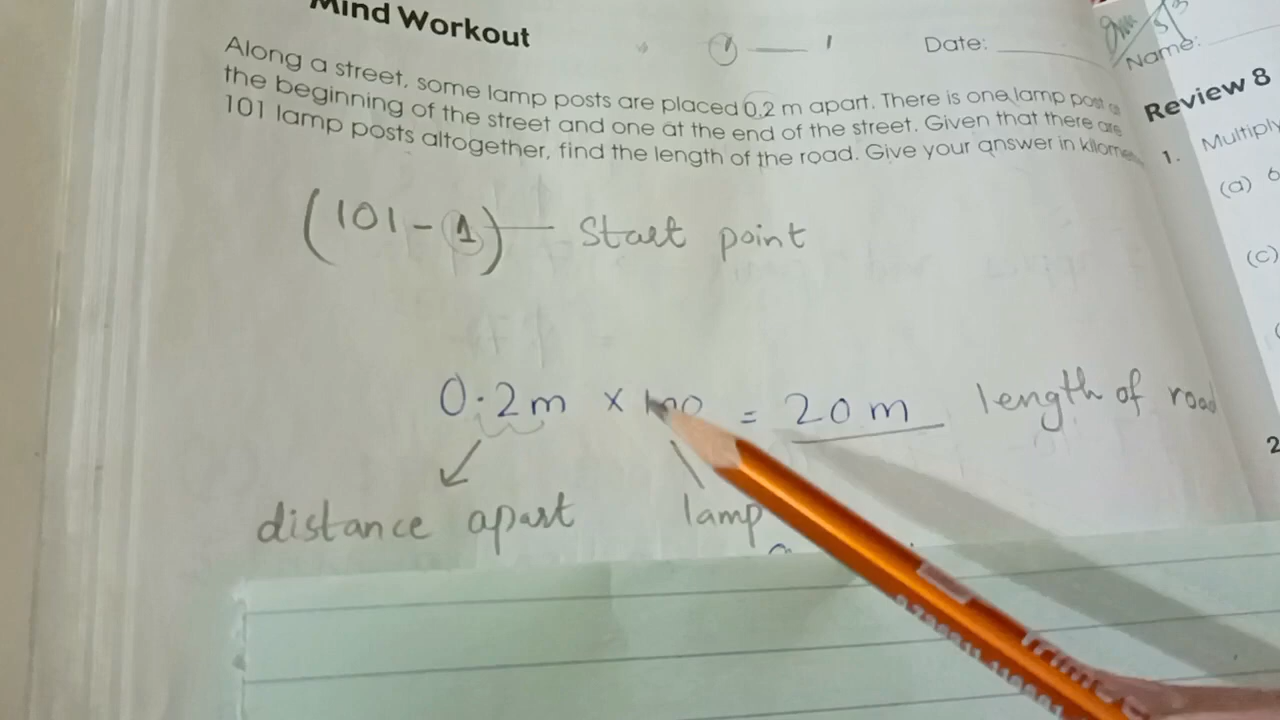 Mind Workout
Date:
Along a street, some lamp posts are placed 0.2 m apart. There is one lamp post
the beginning of the street and one at the end of the street. Given that there are
101 lamp posts altogether, find the length of the road. Give your answer in
(101 - 1) — Start point
0.2m × 100 = 20 m length of road
distance apart lamp
Name:
Review 8
1. Multiply
(a) 6
(c)
2